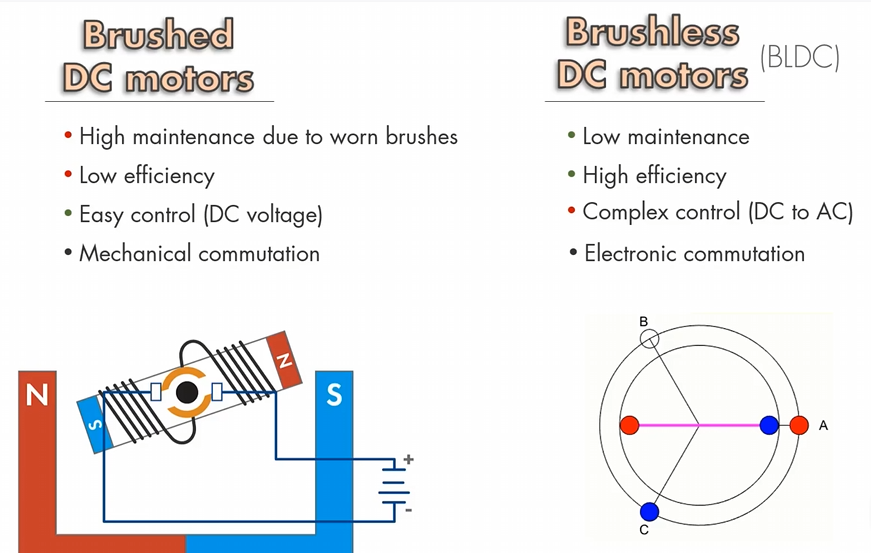 Brushed
DC motors
• High maintenance due to worn brushes
• Low efficiency
• Easy control (DC voltage)
• Mechanical commutation
Brushless
DC motors (BLDC)
• Low maintenance
• High efficiency
• Complex control (DC to AC)
• Electronic commutation
N
S
N
S
+
-
B
A
C